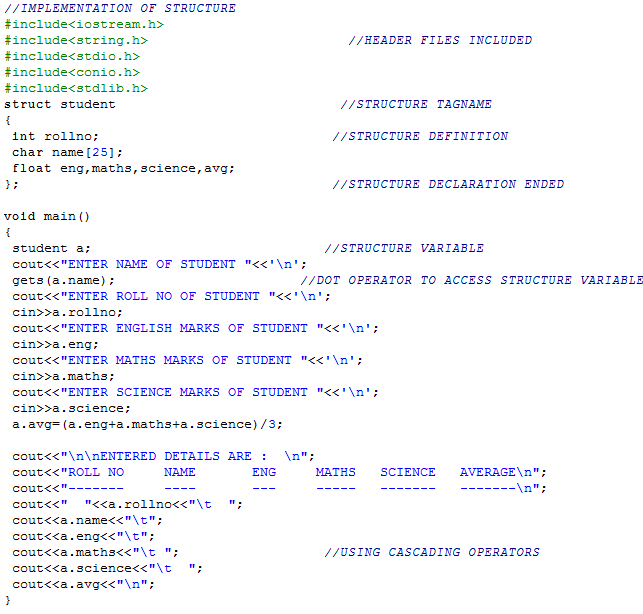 //IMPLEMENTATION OF STRUCTURE
#include<iostream.h>
#include<string.h>                         //HEADER FILES INCLUDED
#include<stdio.h>
#include<conio.h>
#include<stdlib.h>
struct student                            //STRUCTURE TAGNAME
{
 int rollno;                             //STRUCTURE DEFINITION
 char name[25];
 float eng,maths,science,avg;
};                                       //STRUCTURE DECLARATION ENDED

void main()
{
 student a;                             //STRUCTURE VARIABLE
 cout<<"ENTER NAME OF STUDENT "<<'\n';
 gets(a.name);                       //DOT OPERATOR TO ACCESS STRUCTURE VARIABLE
 cout<<"ENTER ROLL NO OF STUDENT "<<'\n';
 cin>>a.rollno;
 cout<<"ENTER ENGLISH MARKS OF STUDENT "<<'\n';
 cin>>a.eng;
 cout<<"ENTER MATHS MARKS OF STUDENT "<<'\n';
 cin>>a.maths;
 cout<<"ENTER SCIENCE MARKS OF STUDENT "<<'\n';
 cin>>a.science;
 a.avg=(a.eng+a.maths+a.science)/3;

 cout<<"\n\nENTERED DETAILS ARE :  \n";
 cout<<"ROLL NO     NAME       ENG     MATHS   SCIENCE   AVERAGE\n";
 cout<<"-------     ----       ---     -----   -------   -------\n";
 cout<<"  "<<a.rollno<<"\t  ";
 cout<<a.name<<"\t";
 cout<<a.eng<<"\t";
 cout<<a.maths<<"\t ";                  //USING CASCADING OPERATORS
 cout<<a.science<<"\t  ";
 cout<<a.avg<<"\n";
}